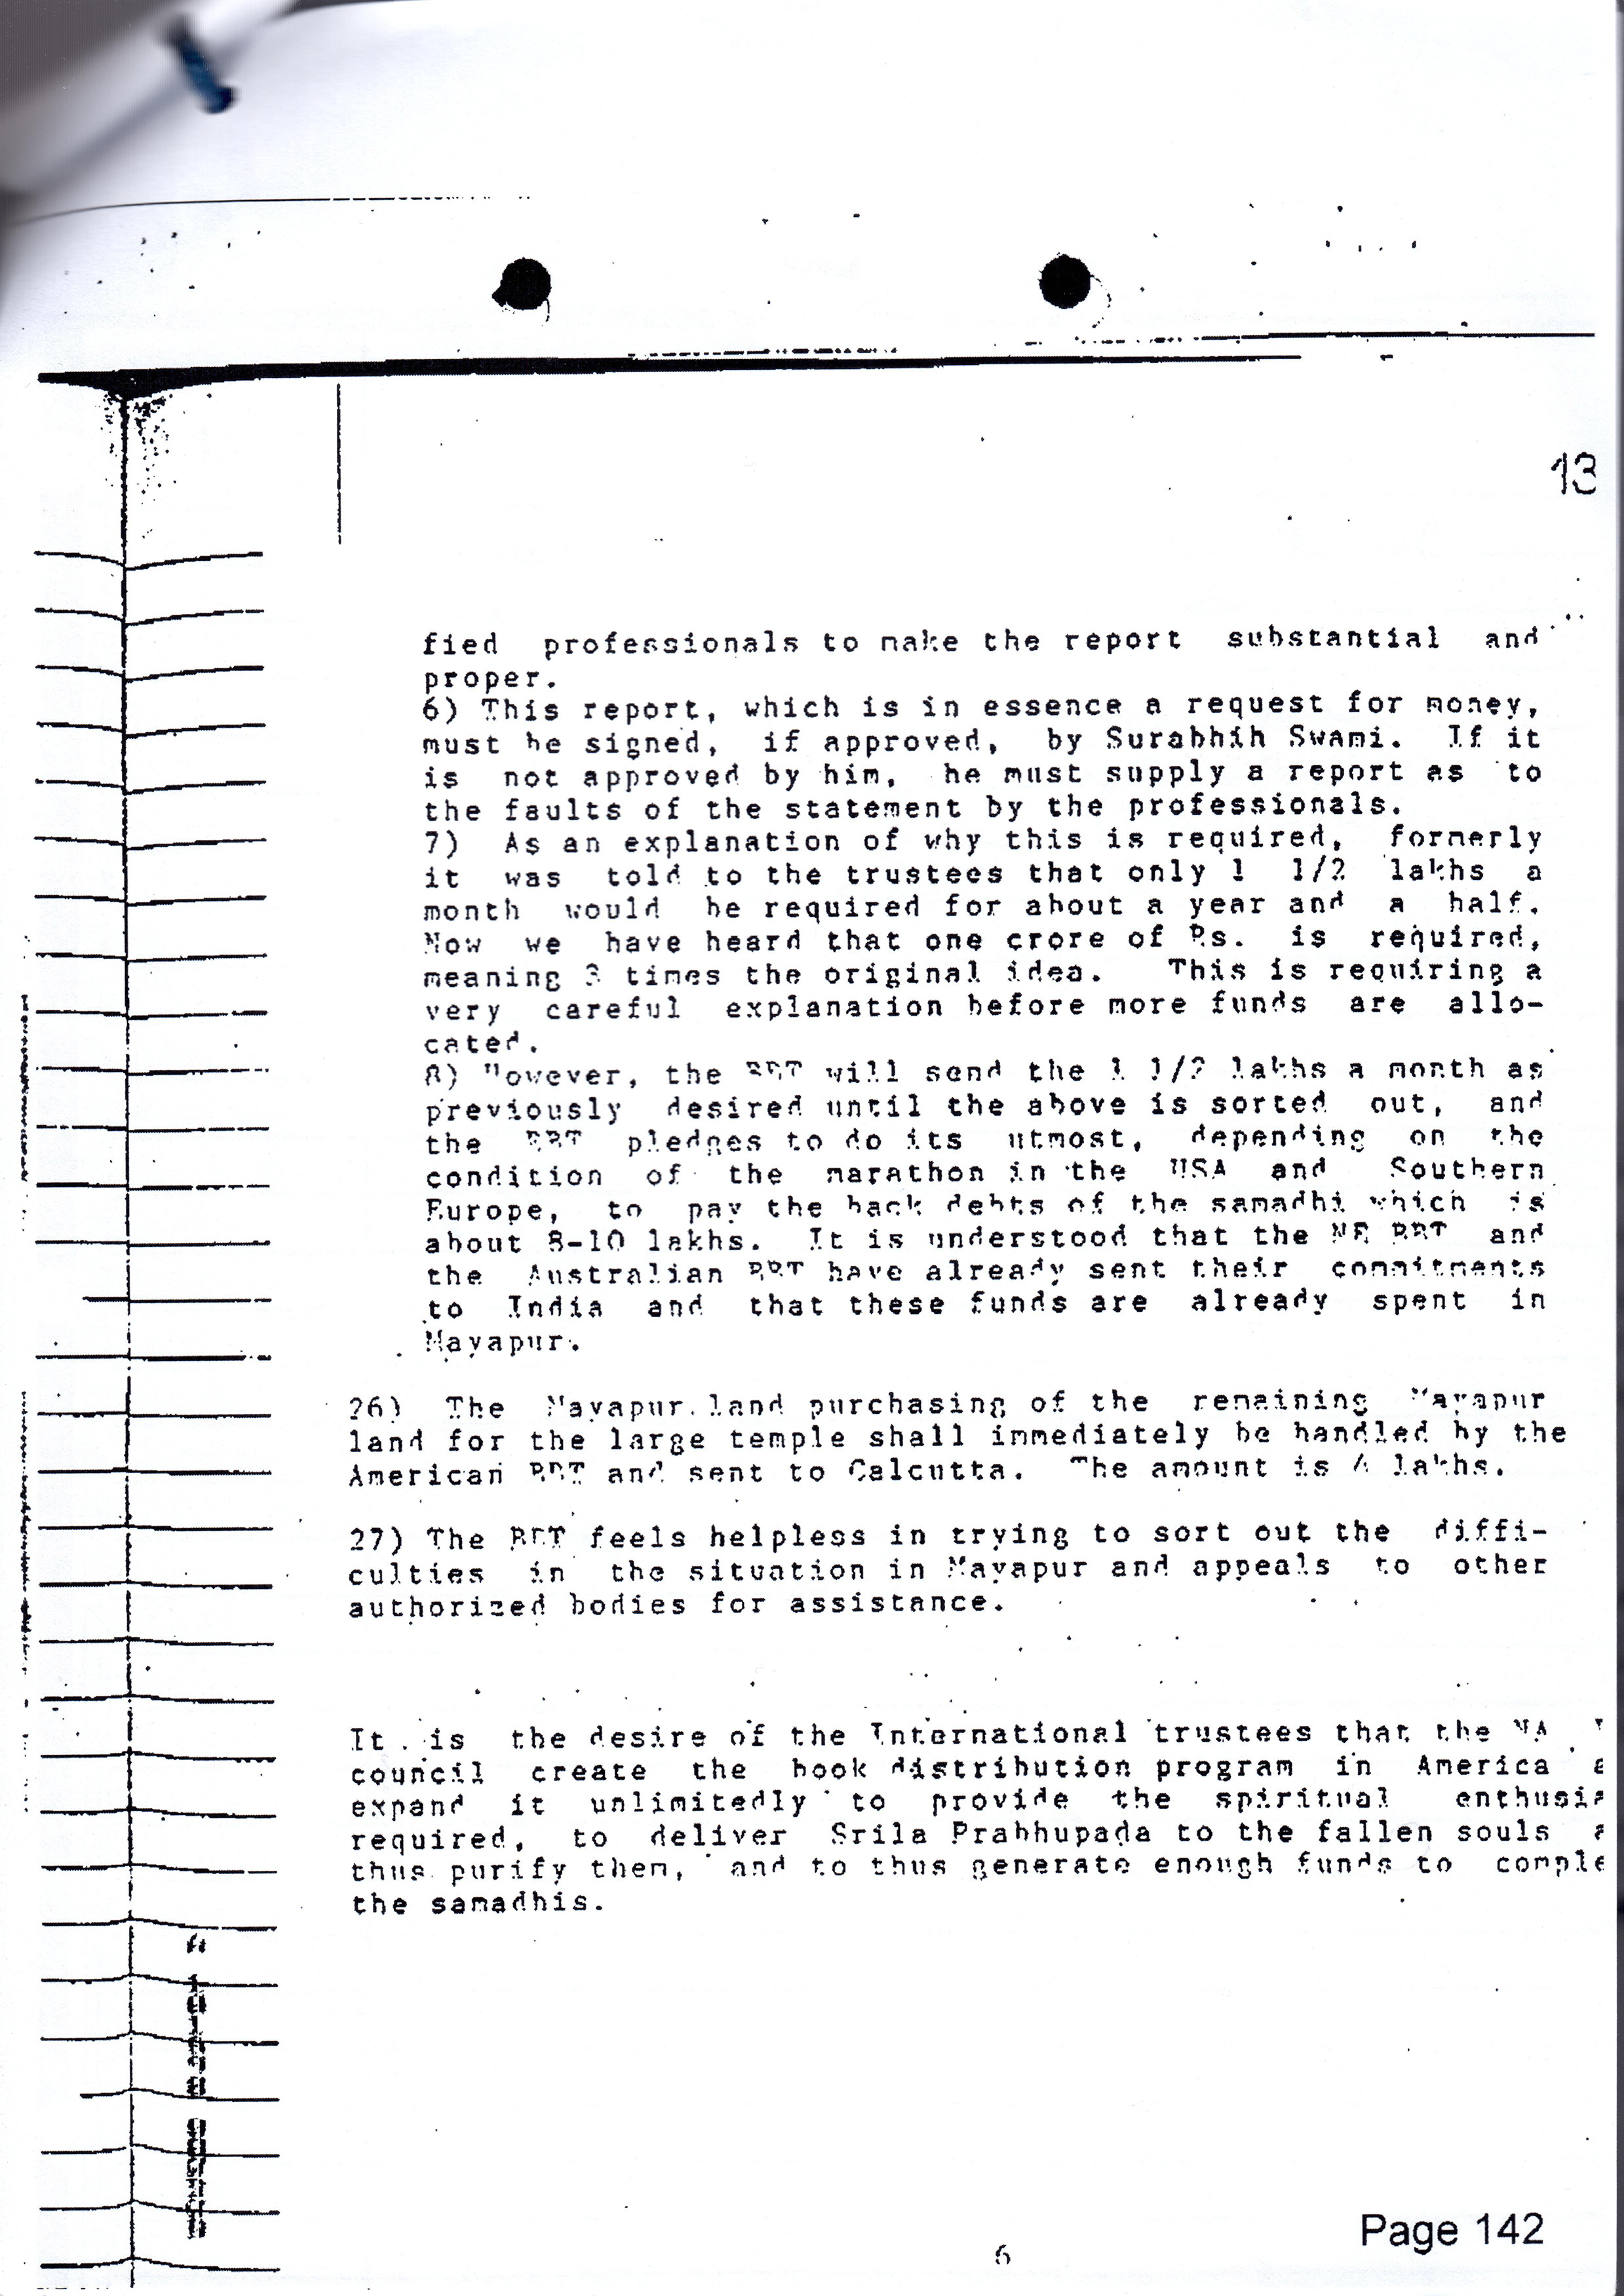 13
fied professionals to make the report substantial and
proper.
6) This report, which is in essence a request for money,
must be signed, if approved, by Surabhih Swami. If it
is not approved by him, he must supply a report as to
the faults of the statement by the professionals.
7) As an explanation of why this is required, formerly
it was told to the trustees that only 1 1/2 lakhs a
month would be required for about a year and a half.
Now we have heard that one crore of Rs. is required,
meaning 3 times the original idea. This is requiring a
very careful explanation before more funds are allo-
cated.
8) However, the BBT will send the 1 1/2 lakhs a month as
previously desired until the above is sorted out, and
the BBT pledges to do its utmost, depending on the
condition of the marathon in the USA and Southern
Europe, to pay the back debts of the samadhi which is
about 8-10 lakhs. It is understood that the NE BBT and
the Australian BBT have already sent their commitments
to India and that these funds are already spent in
Mayapur.
26) The Mayapur land purchasing of the remaining Mayapur
land for the large temple shall immediately be handled by the
American BBT and sent to Calcutta. The amount is 4 lakhs.
27) The BBT feels helpless in trying to sort out the diffi-
culties in the situation in Mayapur and appeals to other
authorized bodies for assistance.
It is the desire of the International trustees that the NA
council create the book distribution program in America a
expand it unlimitedly to provide the spiritual enthusia
required, to deliver Srila Prabhupada to the fallen souls a
thus purify them, and to thus generate enough funds to comple
the samadhis.
6
Page 142